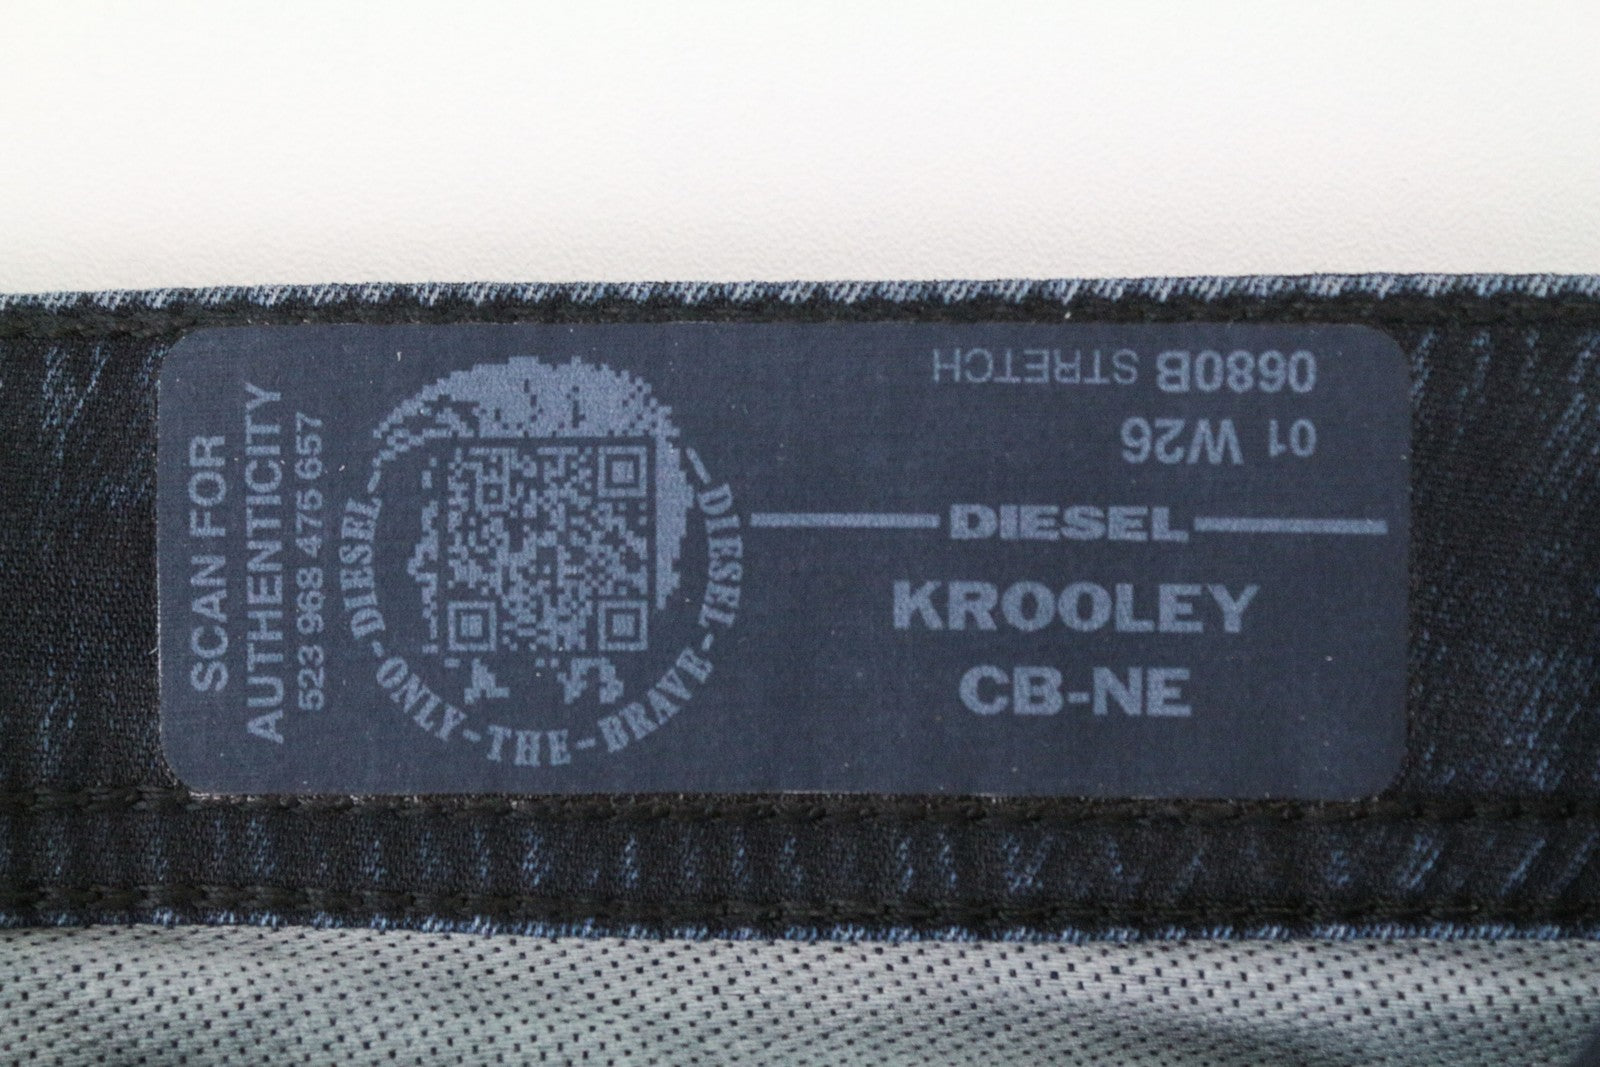 SCAN FOR
AUTHENTICITY
523 968 475 657
DIESEL-ONLY-THE-BRAVE-DIESEL
0680B STRETCH
01 W26
DIESEL
KROOLEY
CB-NE